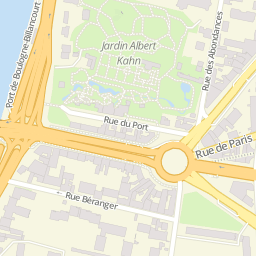 Port de Boulogne Billancourt
Jardin Albert
Kahn
Rue des Abondances
Rue du Port
Rue de Paris
Rue Béranger